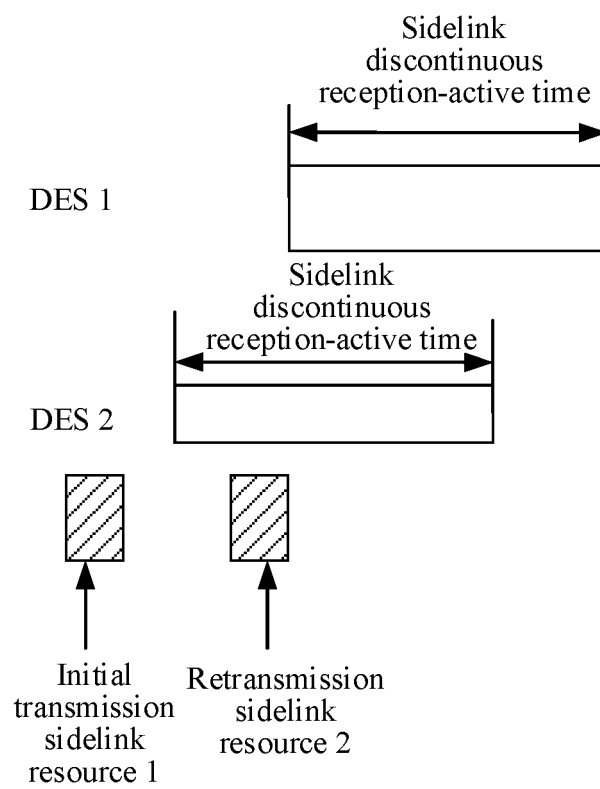 Sidelink
discontinuous
reception-active time
DES 1
Sidelink
discontinuous
reception-active time
DES 2
Initial
transmission
sidelink
resource 1
Retransmission
sidelink
resource 2